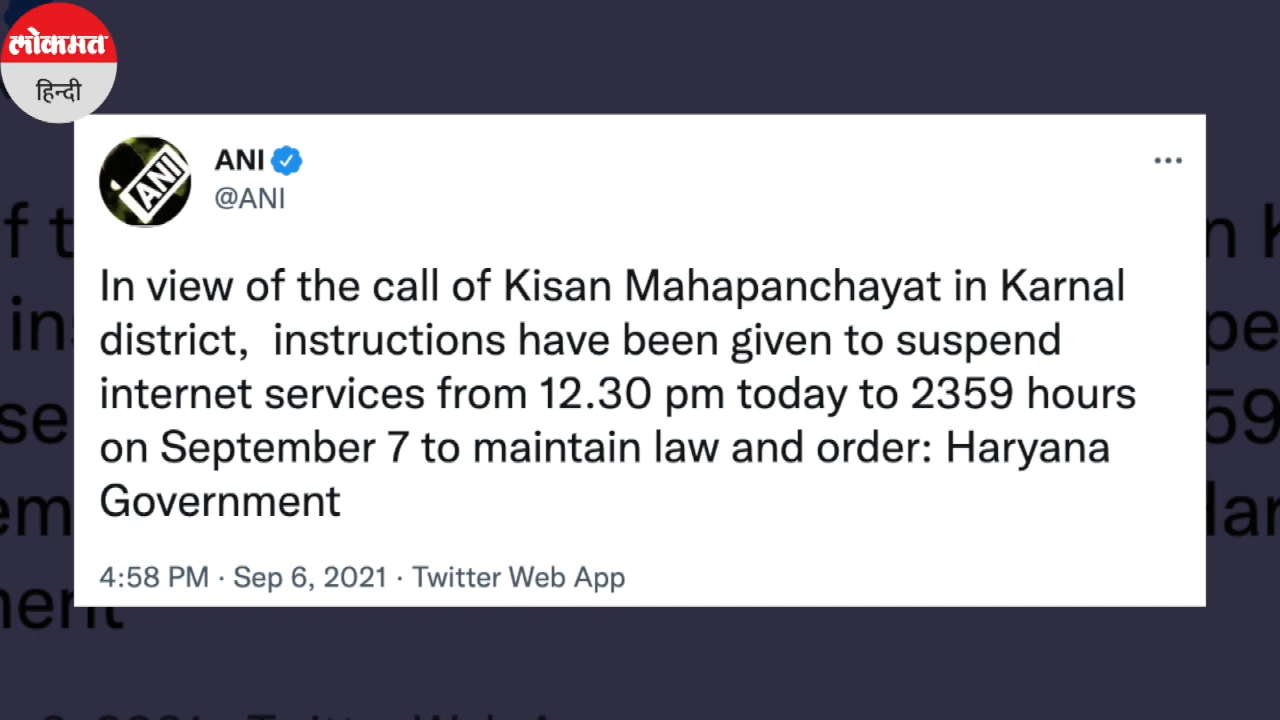 लोकमत
हिन्दी
ANI
@ANI
In view of the call of Kisan Mahapanchayat in Karnal
district, instructions have been given to suspend
internet services from 12.30 pm today to 2359 hours
on September 7 to maintain law and order: Haryana
Government
4:58 PM · Sep 6, 2021 · Twitter Web App